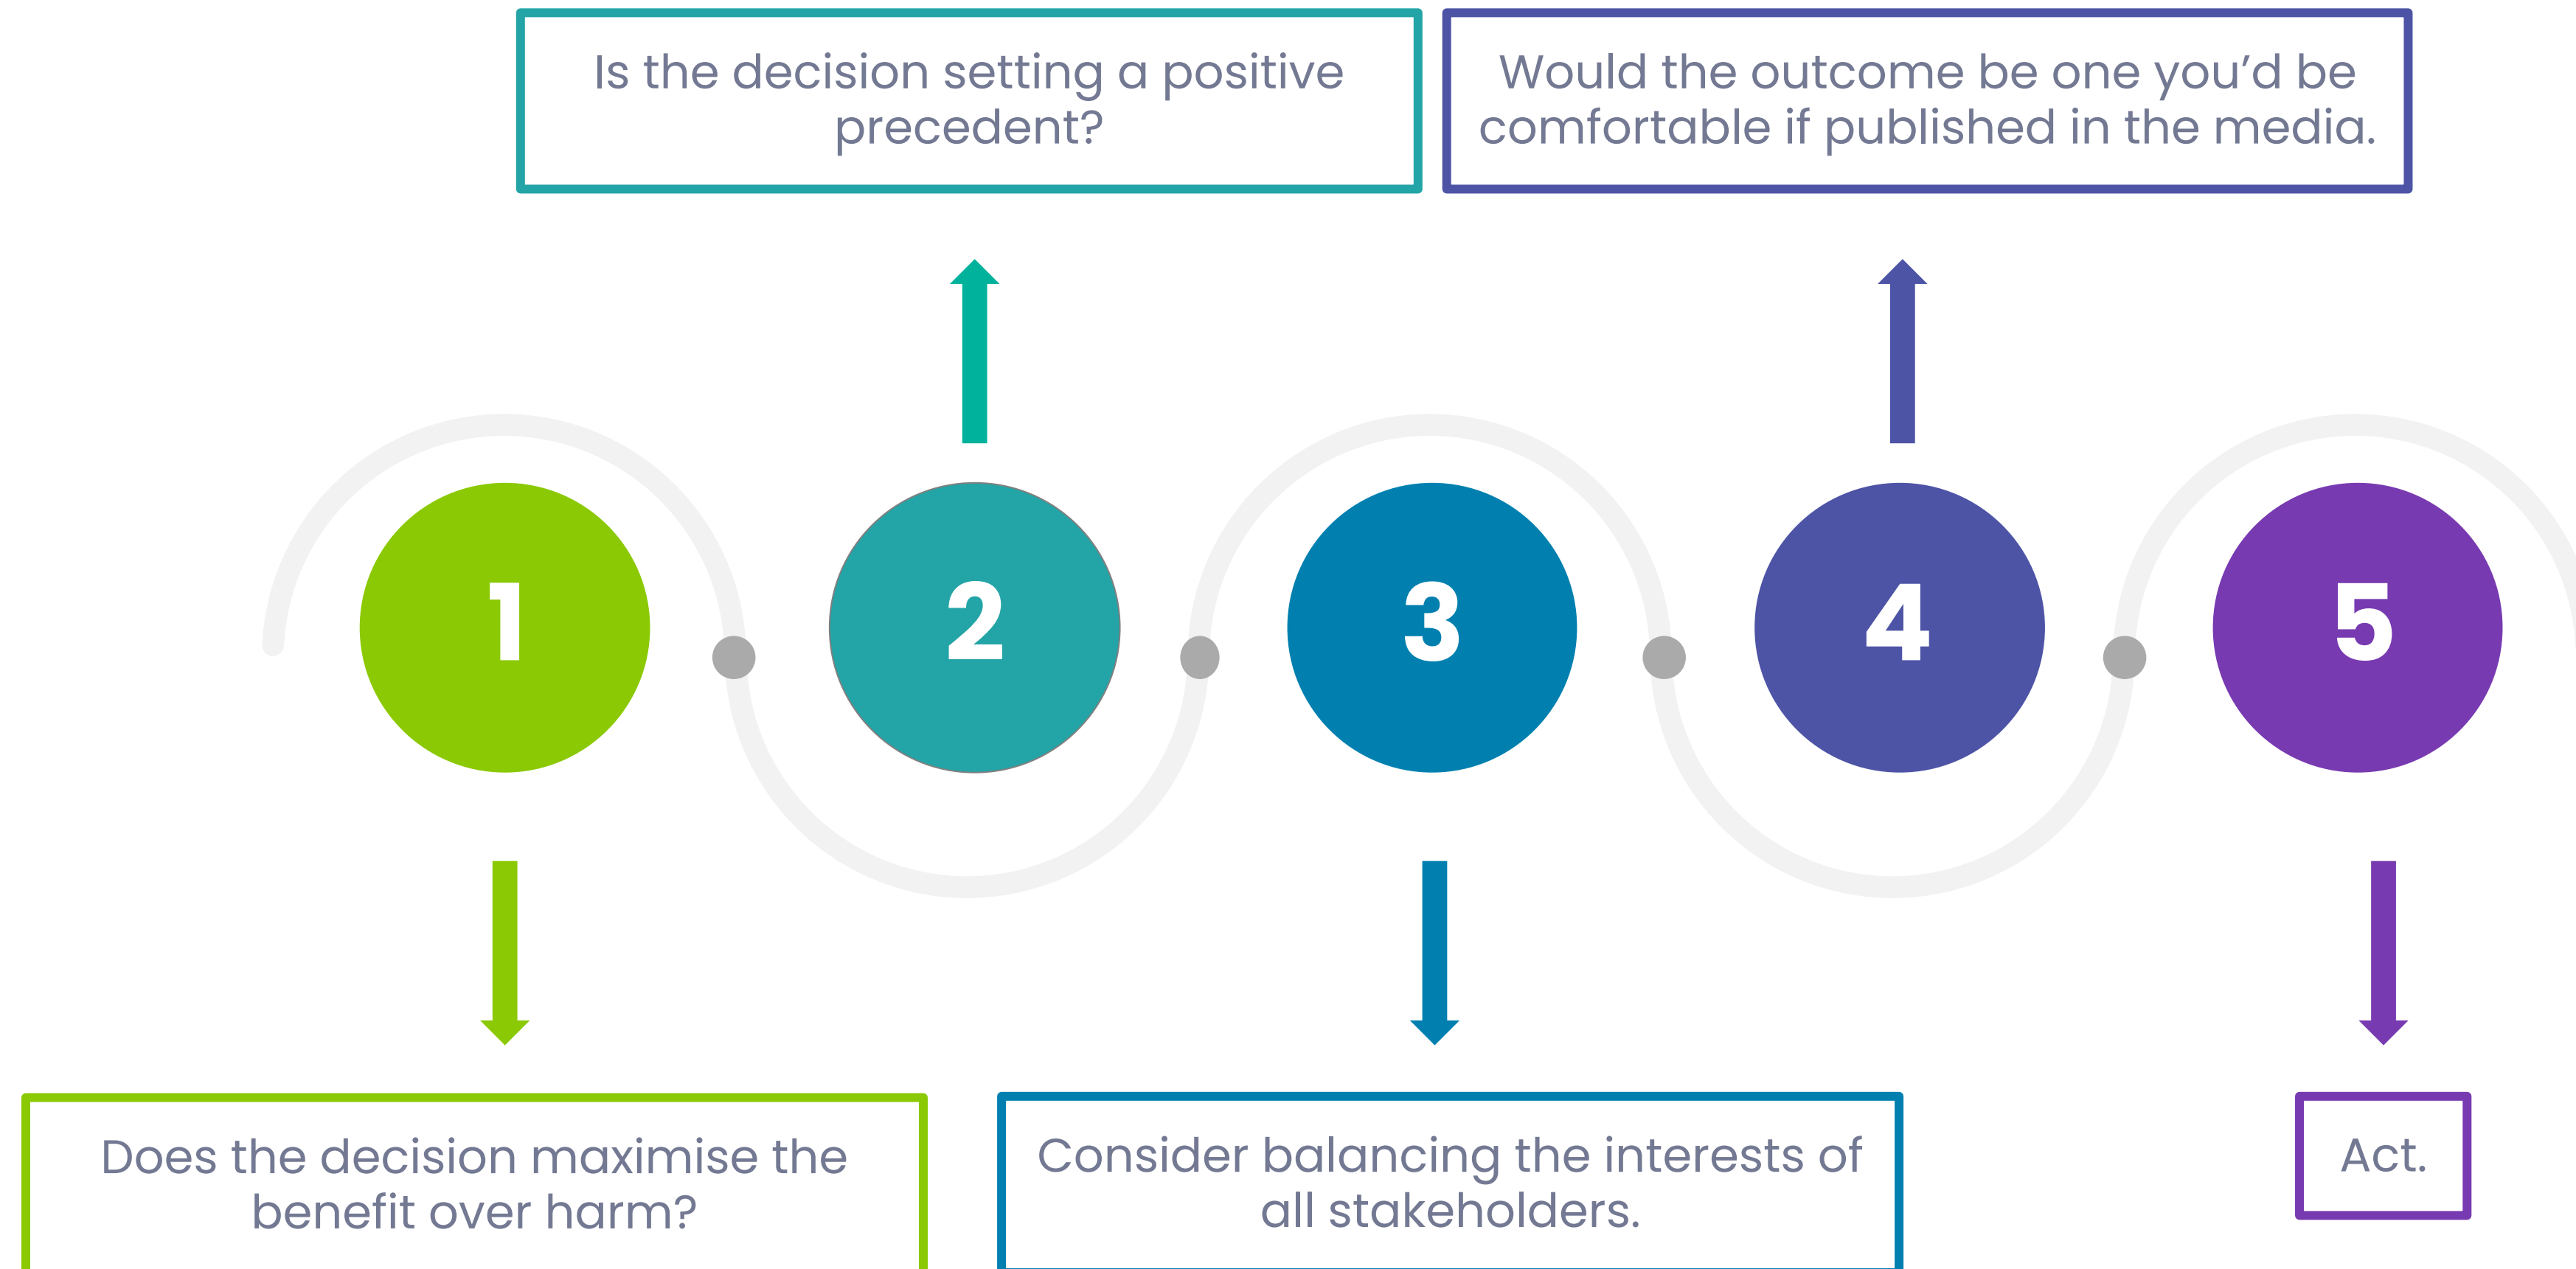 Is the decision setting a positive
precedent?
Would the outcome be one you’d be
comfortable if published in the media.
1
2
3
4
5
Does the decision maximise the
benefit over harm?
Consider balancing the interests of
all stakeholders.
Act.